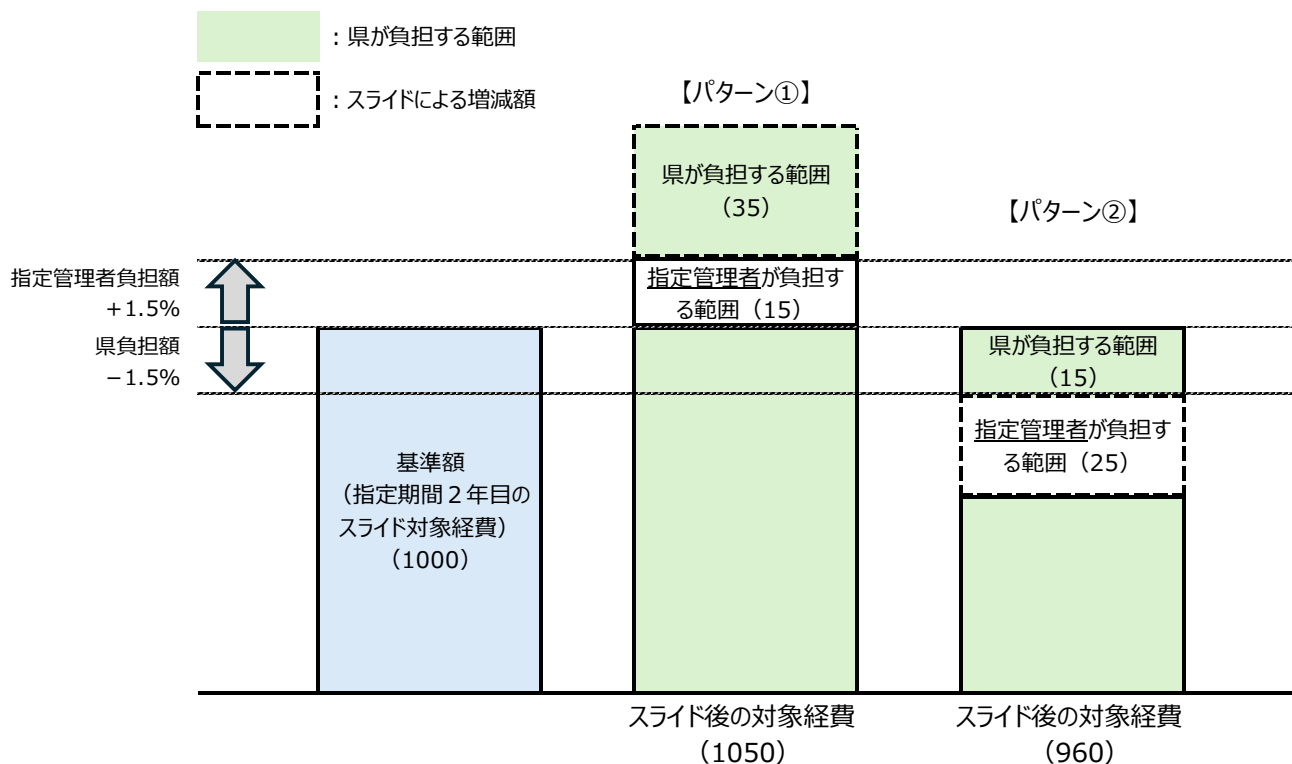 ：県が負担する範囲
：スライドによる増減額
【パターン①】
県が負担する範囲
（35）
【パターン②】
指定管理者負担額
＋1.5%
指定管理者が負担す
る範囲（15）
県負担額
－1.5%
県が負担する範囲
（15）
指定管理者が負担す
る範囲（25）
基準額
（指定期間２年目の
スライド対象経費）
（1000）
スライド後の対象経費
（1050）
スライド後の対象経費
（960）